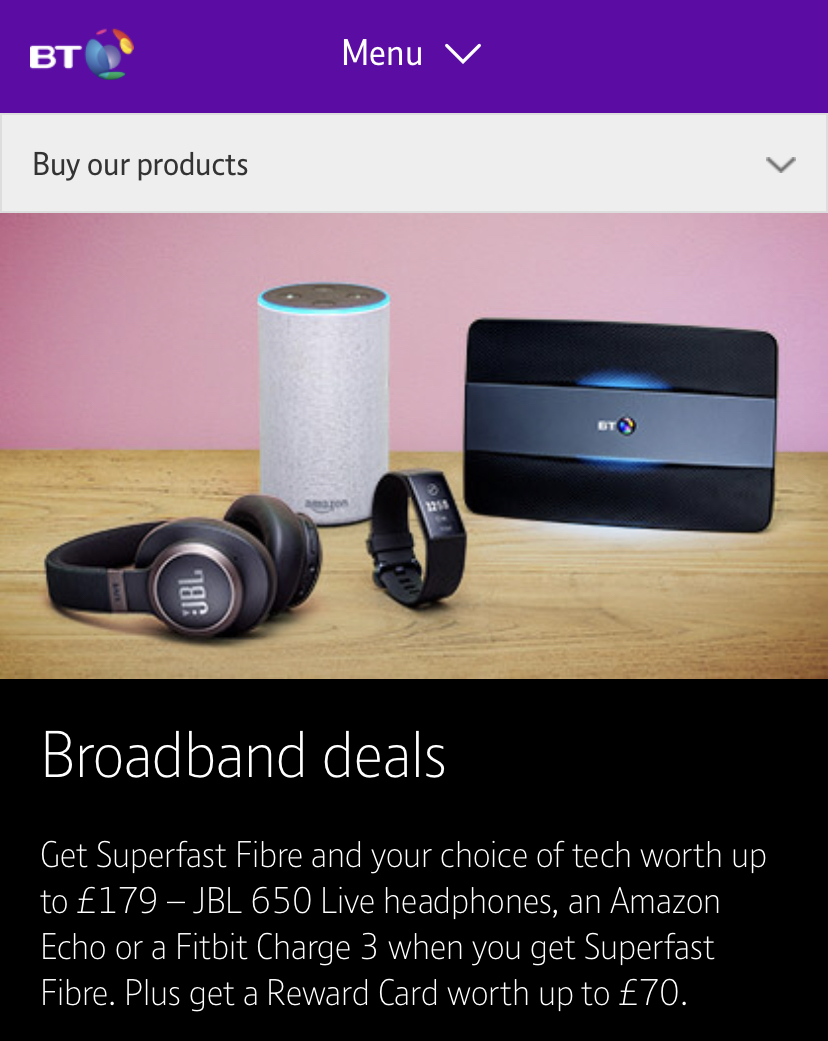 BT
Menu
Buy our products
amazon
BT
JBL
Broadband deals
Get Superfast Fibre and your choice of tech worth up
to £179 – JBL 650 Live headphones, an Amazon
Echo or a Fitbit Charge 3 when you get Superfast
Fibre. Plus get a Reward Card worth up to £70.